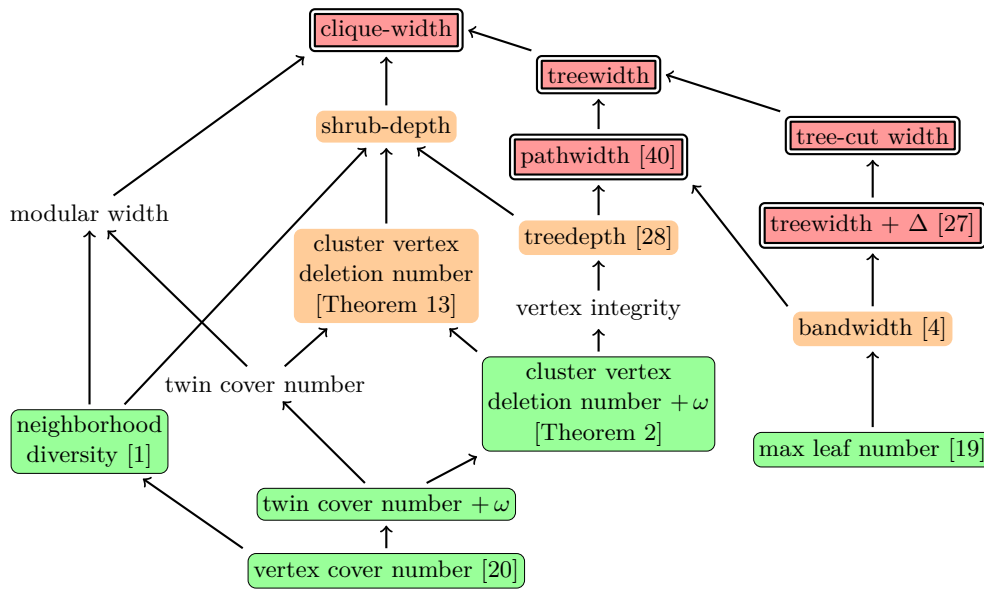 clique-width
treewidth
shrub-depth
tree-cut width
pathwidth [40]
modular width
treewidth + Δ [27]
treedepth [28]
cluster vertex
deletion number
[Theorem 13]
vertex integrity
bandwidth [4]
twin cover number
cluster vertex
deletion number + ω
[Theorem 2]
neighborhood
diversity [1]
max leaf number [19]
twin cover number + ω
vertex cover number [20]